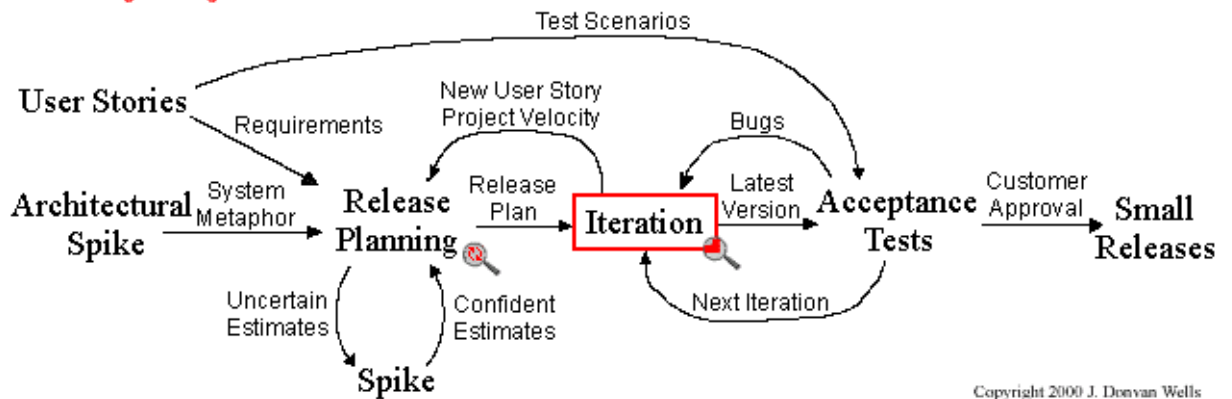 Test Scenarios
User Stories
New User Story
Project Velocity
Requirements
Bugs
Architectural
Spike
System
Metaphor
Release
Planning
Release
Plan
Iteration
Latest
Version
Acceptance
Tests
Customer
Approval
Small
Releases
Uncertain
Estimates
Confident
Estimates
Next Iteration
Spike
Copyright 2000 J. Donvan Wells